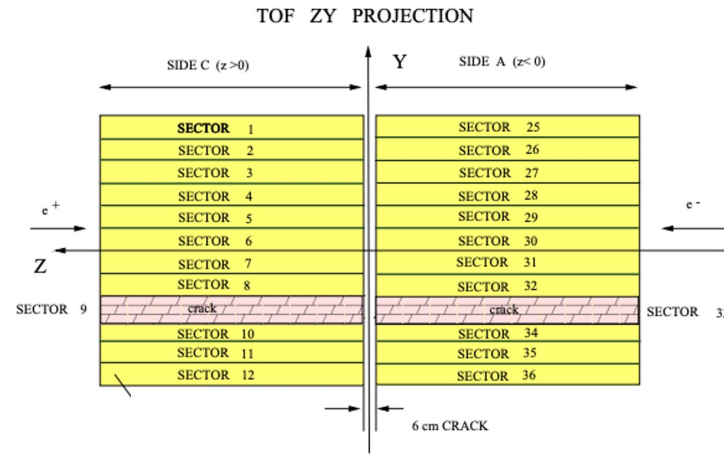 TOF ZY PROJECTION
SIDE C (z >0)
Y
SIDE A (z< 0)
SECTOR 1
SECTOR 25
SECTOR 2
SECTOR 26
SECTOR 3
SECTOR 27
SECTOR 4
SECTOR 28
e +
SECTOR 5
SECTOR 29
e -
SECTOR 6
SECTOR 30
Z
SECTOR 7
SECTOR 31
SECTOR 8
SECTOR 32
SECTOR 9
crack
crack
SECTOR
SECTOR 10
SECTOR 34
SECTOR 11
SECTOR 35
SECTOR 12
SECTOR 36
6 cm CRACK